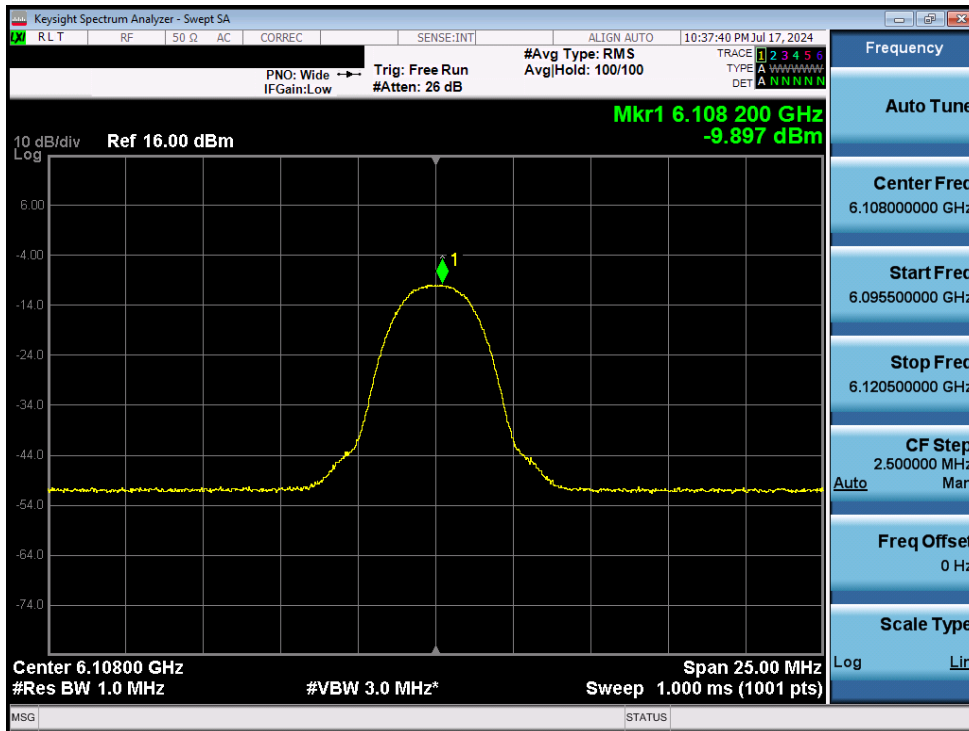 Keysight Spectrum Analyzer - Swept SA
LXI RLT RF 50 Ω AC CORREC SENSE:INT ALIGN AUTO 10:37:40 PM Jul 17, 2024
PNO: Wide Trig: Free Run #Avg Type: RMS TRACE 1 2 3 4 5 6
IFGain:Low #Atten: 26 dB Avg|Hold: 100/100 TYPE A WWWWW
DET A N N N N N
Mkr1 6.108 200 GHz
-9.897 dBm
10 dB/div Ref 16.00 dBm
Log
6.00
-4.00
1
-14.0
-24.0
-34.0
-44.0
-54.0
-64.0
-74.0
Center 6.10800 GHz Span 25.00 MHz
#Res BW 1.0 MHz #VBW 3.0 MHz* Sweep 1.000 ms (1001 pts)
MSG STATUS
Frequency
Auto Tune
Center Freq
6.108000000 GHz
Start Freq
6.095500000 GHz
Stop Freq
6.120500000 GHz
CF Step
2.500000 MHz
Auto Man
Freq Offset
0 Hz
Scale Type
Log Lin